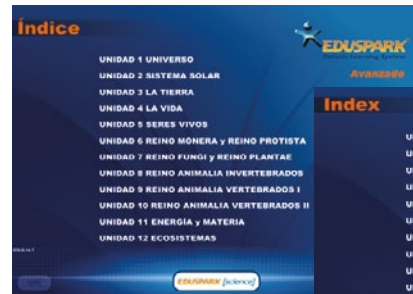 Índice
EDUSPARK
Avanzado
UNIDAD 1 UNIVERSO
UNIDAD 2 SISTEMA SOLAR
UNIDAD 3 LA TIERRA
UNIDAD 4 LA VIDA
UNIDAD 5 SERES VIVOS
UNIDAD 6 REINO MONERA y REINO PROTISTA
UNIDAD 7 REINO FUNGI y REINO PLANTAE
UNIDAD 8 REINO ANIMALIA INVERTEBRADOS
UNIDAD 9 REINO ANIMALIA VERTEBRADOS I
UNIDAD 10 REINO ANIMALIA VERTEBRADOS II
UNIDAD 11 ENERGÍA y MATERIA
UNIDAD 12 ECOSISTEMAS
EDUSPARK [science]
Index
U
U
U
U
U
U
U
U
U